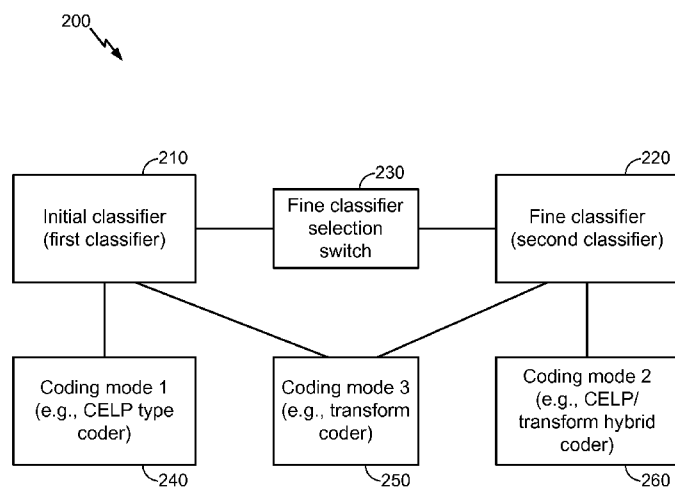 200
210
230
220
Initial classifier
(first classifier)
Fine classifier
selection
switch
Fine classifier
(second classifier)
Coding mode 1
(e.g., CELP type
coder)
Coding mode 3
(e.g., transform
coder)
Coding mode 2
(e.g., CELP/
transform hybrid
coder)
240
250
260